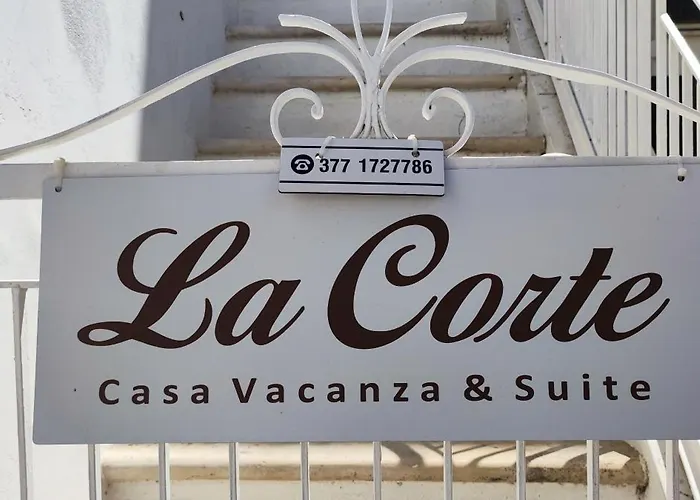 ☎ 377 1727786
La Corte
Casa Vacanza & Suite